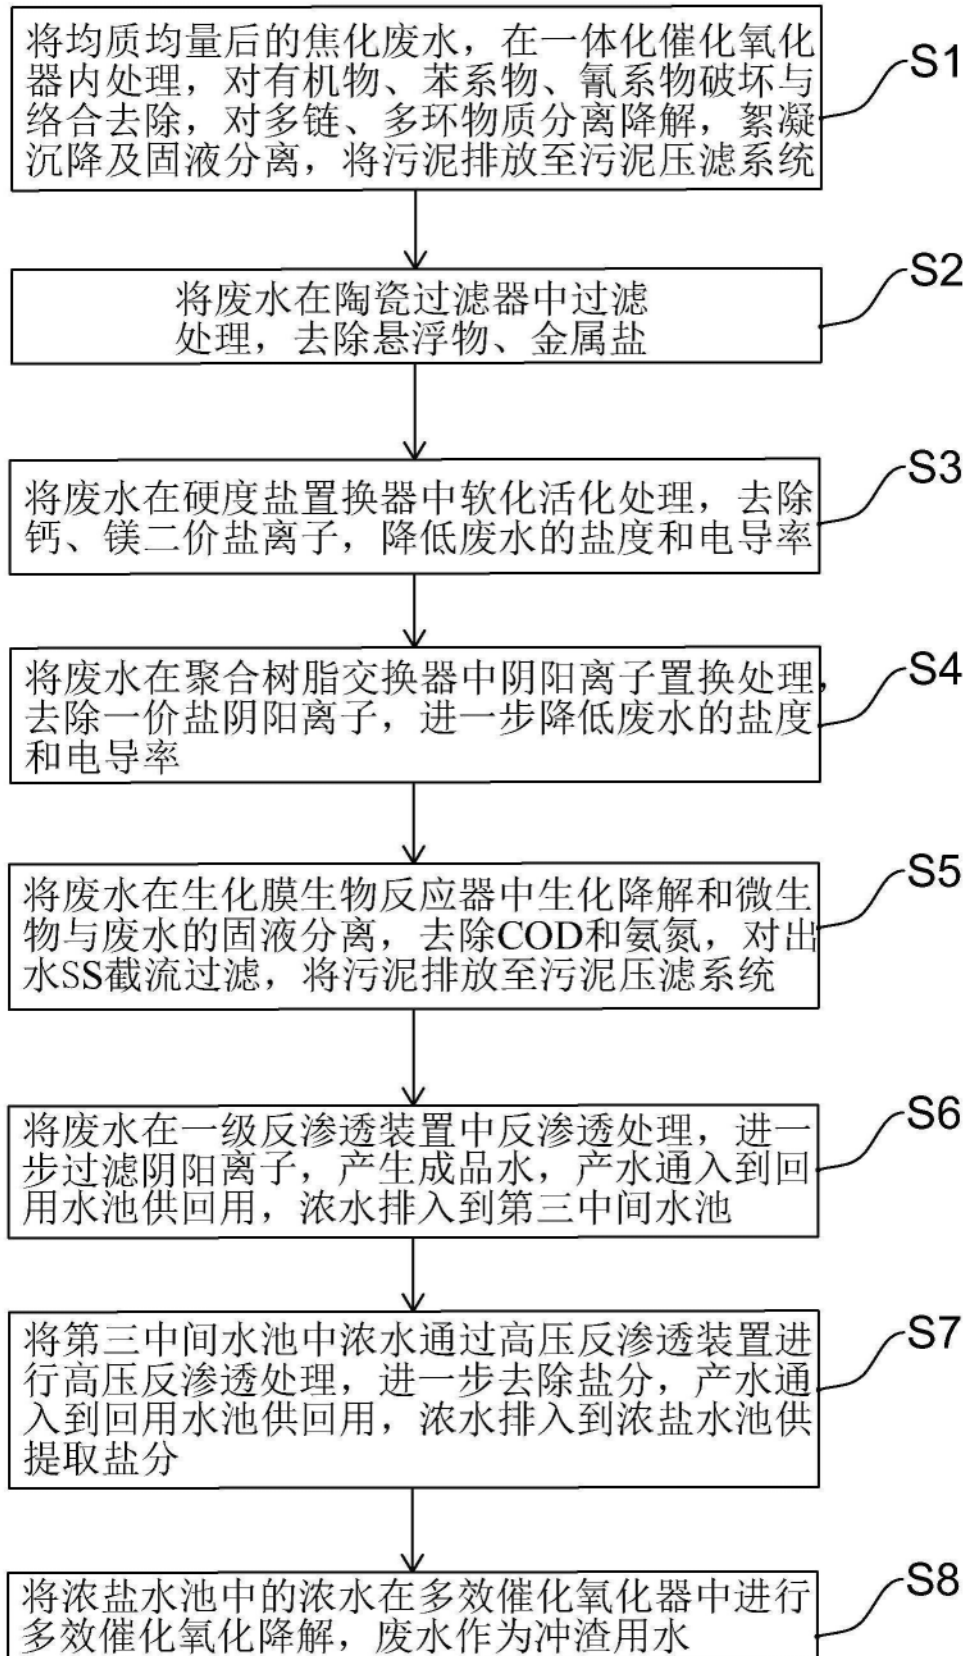 将均质均量后的焦化废水，在一体化催化氧化
器内处理，对有机物、苯系物、氰系物破坏与
络合去除，对多链、多环物质分离降解，絮凝
沉降及固液分离，将污泥排放至污泥压滤系统
S1
将废水在陶瓷过滤器中过滤
处理，去除悬浮物、金属盐
S2
将废水在硬度盐置换器中软化活化处理，去除
钙、镁二价盐离子，降低废水的盐度和电导率
S3
将废水在聚合树脂交换器中阴阳离子置换处理，
去除一价盐阴阳离子，进一步降低废水的盐度
和电导率
S4
将废水在生化膜生物反应器中生化降解和微生
物与废水的固液分离，去除COD和氨氮，对出
水SS截流过滤，将污泥排放至污泥压滤系统
S5
将废水在一级反渗透装置中反渗透处理，进一
步过滤阴阳离子，产生成品水，产水通入到回
用水池供回用，浓水排入到第三中间水池
S6
将第三中间水池中浓水通过高压反渗透装置进
行高压反渗透处理，进一步去除盐分，产水通
入到回用水池供回用，浓水排入到浓盐水池供
提取盐分
S7
将浓盐水池中的浓水在多效催化氧化器中进行
多效催化氧化降解，废水作为冲渣用水
S8